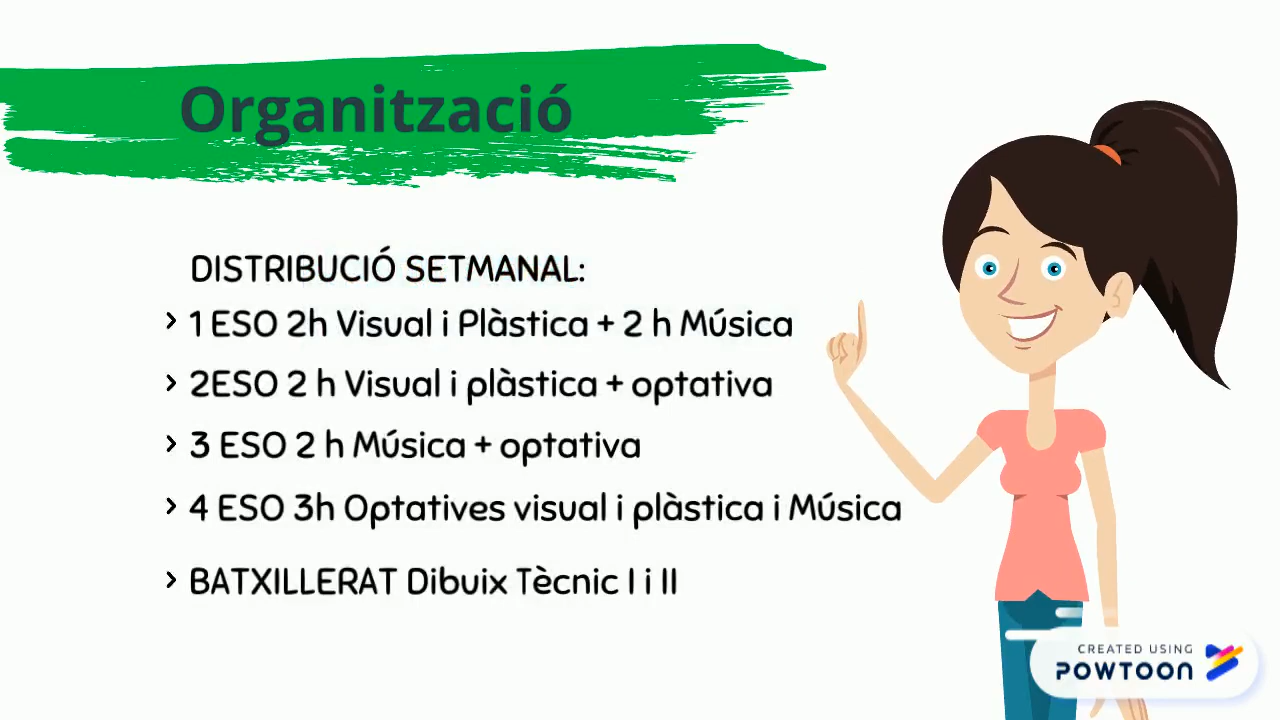 Organització
DISTRIBUCIÓ SETMANAL:
› 1 ESO 2h Visual i Plàstica + 2 h Música
› 2ESO 2 h Visual i plàstica + optativa
› 3 ESO 2 h Música + optativa
› 4 ESO 3h Optatives visual i plàstica i Música
› BATXILLERAT Dibuix Tècnic I i II
CREATED USING
POWTOON